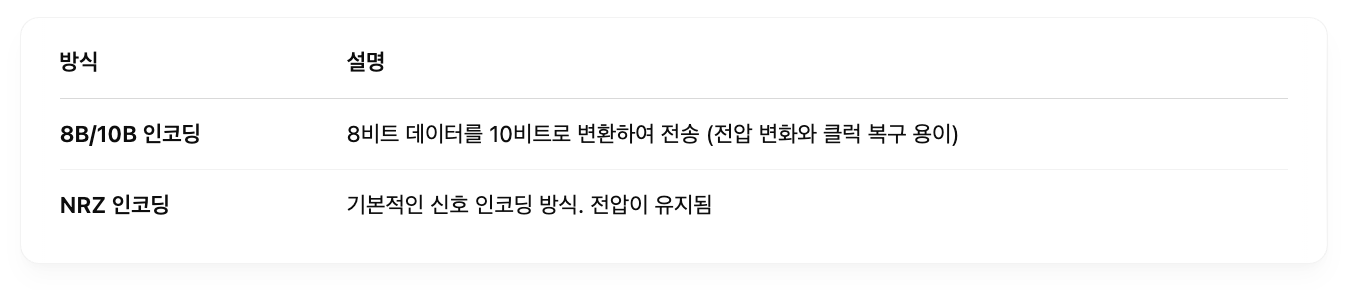 방식 설명
8B/10B 인코딩 8비트 데이터를 10비트로 변환하여 전송 (전압 변화와 클럭 복구 용이)
NRZ 인코딩 기본적인 신호 인코딩 방식. 전압이 유지됨